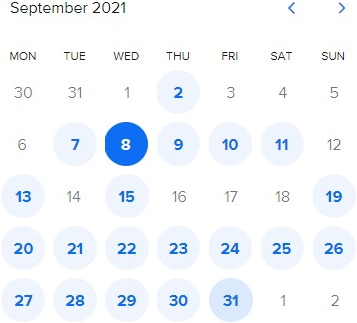 September 2021
MON TUE WED THU FRI SAT SUN
30 31 1 2 3 4 5
6 7 8 9 10 11 12
13 14 15 16 17 18 19
20 21 22 23 24 25 26
27 28 29 30 31 1 2